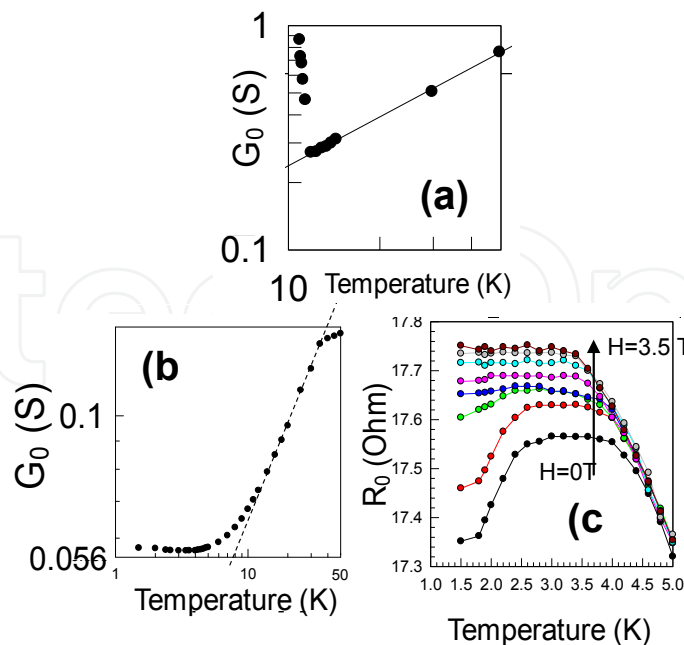 1
G0 (S)
(a)
0.1
10
Temperature (K)
(b)
G0 (S)
0.1
0.056
1
10
50
Temperature (K)
17.8
17.7
17.6
17.5
17.4
17.3
R0 (Ohm)
H=3.5 T
H=0T
(c
1.0 1.5 2.0 2.5 3.0 3.5 4.0 4.5 5.0
Temperature (K)